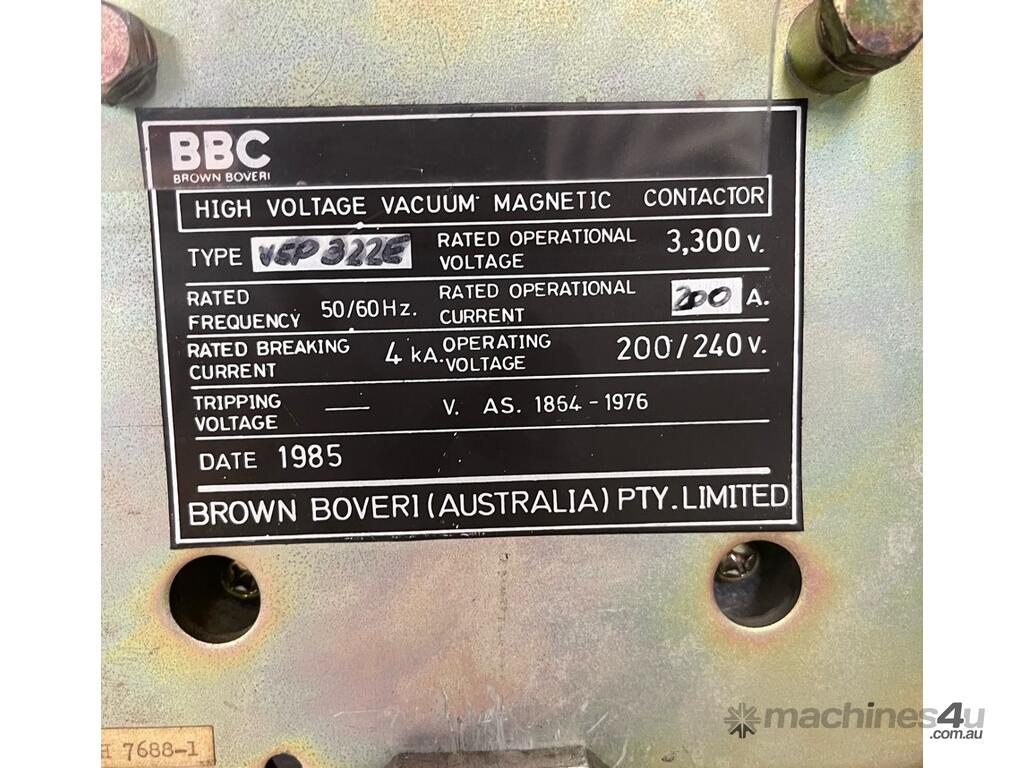 BBC
BROWN BOVERI
HIGH VOLTAGE VACUUM MAGNETIC CONTACTOR
TYPE VSP 322E RATED OPERATIONAL VOLTAGE 3,300 V.
RATED FREQUENCY 50/60Hz. RATED OPERATIONAL CURRENT 200 A.
RATED BREAKING CURRENT 4 kA. OPERATING VOLTAGE 200/240 V.
TRIPPING VOLTAGE — V. AS. 1864-1976
DATE 1985
BROWN BOVERI (AUSTRALIA) PTY. LIMITED
7688-1
machines4u
.com.au